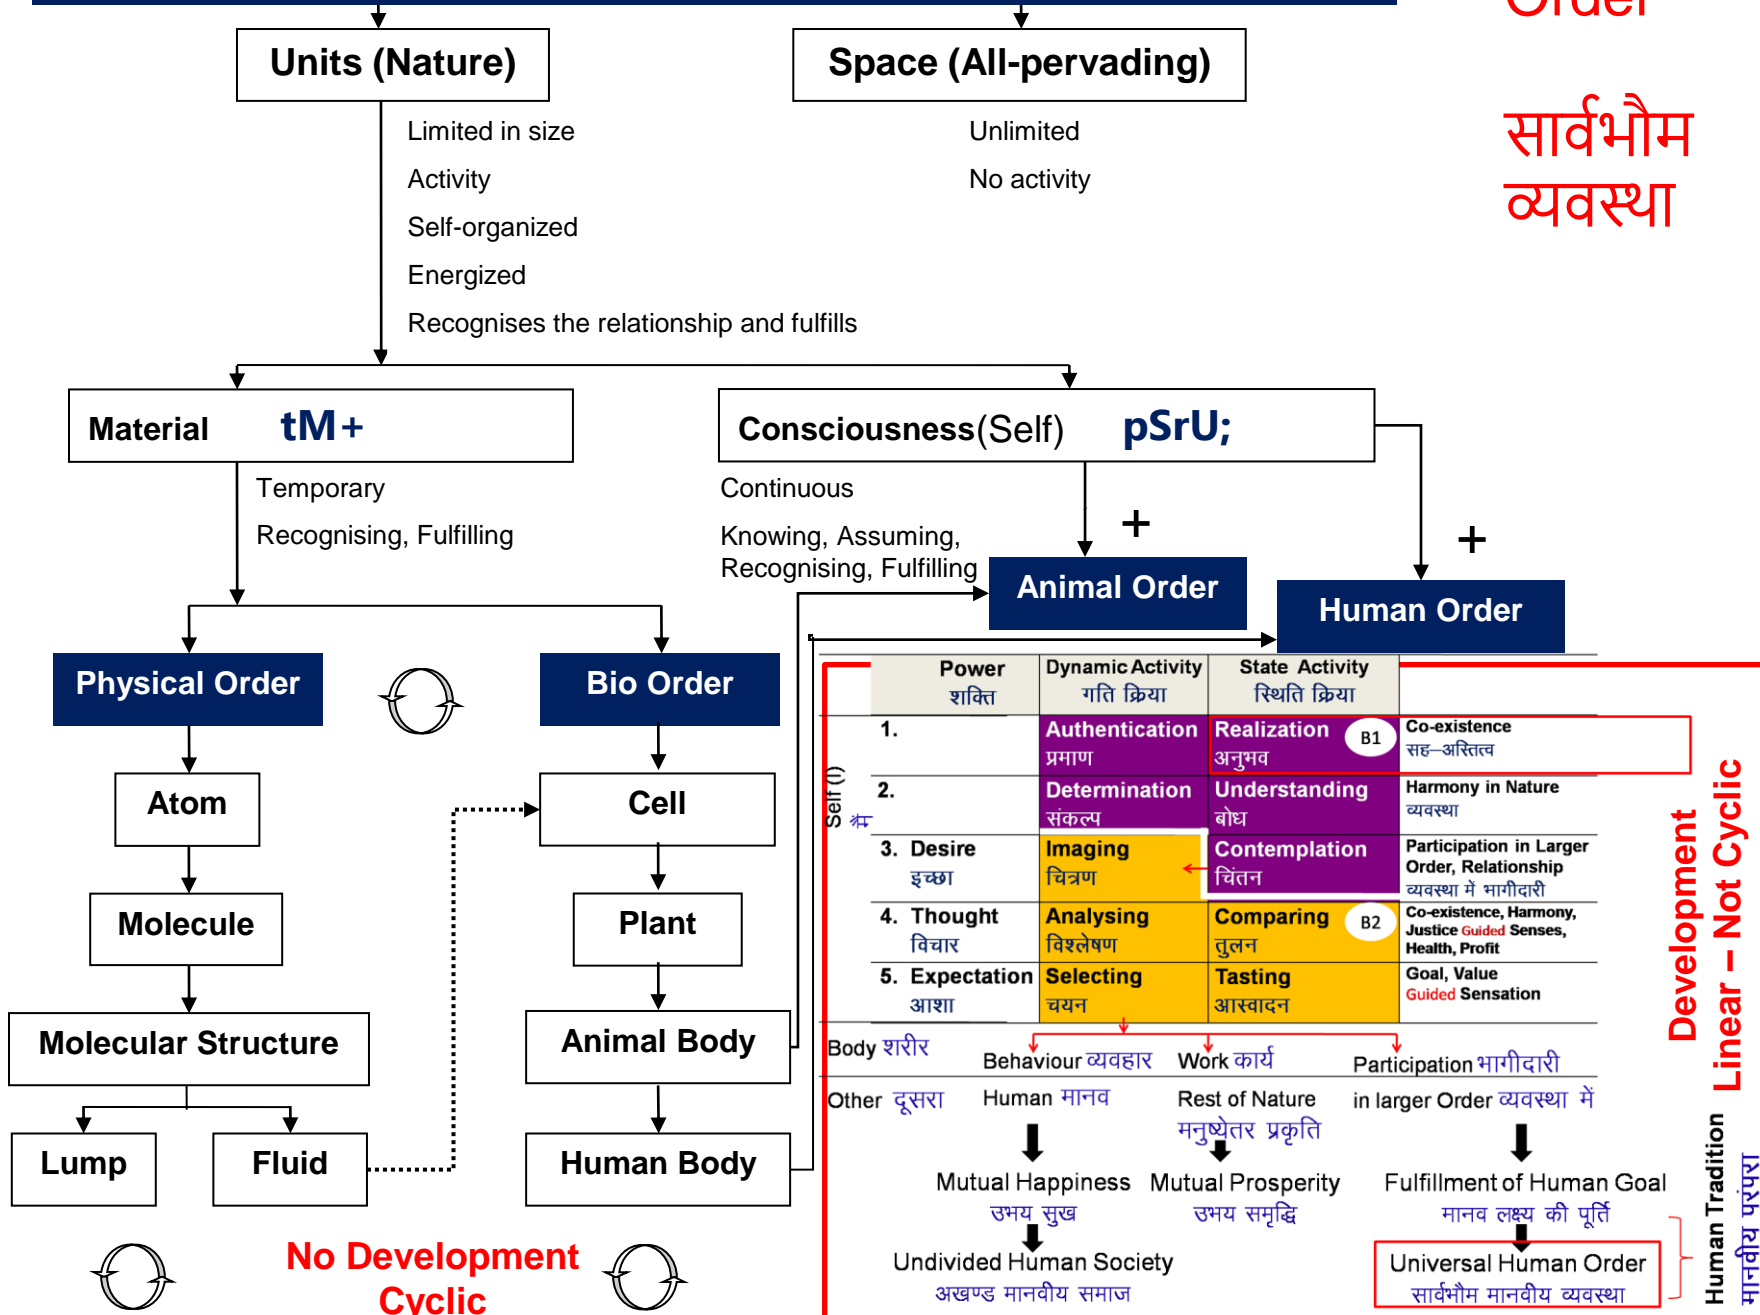 Order
सार्वभौम
व्यवस्था
Units (Nature)
Space (All-pervading)
Limited in size
Activity
Self-organized
Energized
Recognises the relationship and fulfills
Unlimited
No activity
Material tM+
Consciousness(Self) pSrU;
Temporary
Recognising, Fulfilling
Continuous
Knowing, Assuming,
Recognising, Fulfilling
+
+
Animal Order
Human Order
Physical Order
Bio Order
Atom
Cell
Molecule
Plant
Molecular Structure
Animal Body
Lump
Fluid
Human Body
No Development
Cyclic
Power
शक्ति
Dynamic Activity
गति क्रिया
State Activity
स्थिति क्रिया
Self (I)
मैं
1.
Authentication
प्रमाण
Realization
अनुभव
B1
Co-existence
सह–अस्तित्व
2.
Determination
संकल्प
Understanding
बोध
Harmony in Nature
व्यवस्था
3. Desire
इच्छा
Imaging
चित्रण
Contemplation
चिंतन
Participation in Larger
Order, Relationship
व्यवस्था में भागीदारी
4. Thought
विचार
Analysing
विश्लेषण
Comparing
तुलन
B2
Co-existence, Harmony,
Justice Guided Senses,
Health, Profit
5. Expectation
आशा
Selecting
चयन
Tasting
आस्वादन
Goal, Value
Guided Sensation
Body शरीर
Behaviour व्यवहार
Work कार्य
Participation भागीदारी
Other दूसरा
Human मानव
Rest of Nature
मनुष्येतर प्रकृति
in larger Order व्यवस्था में
Mutual Happiness
उभय सुख
Mutual Prosperity
उभय समृद्धि
Fulfillment of Human Goal
मानव लक्ष्य की पूर्ति
Undivided Human Society
अखण्ड मानवीय समाज
Universal Human Order
सार्वभौम मानवीय व्यवस्था
Development
Linear – Not Cyclic
Human Tradition
मानवीय परंपरा